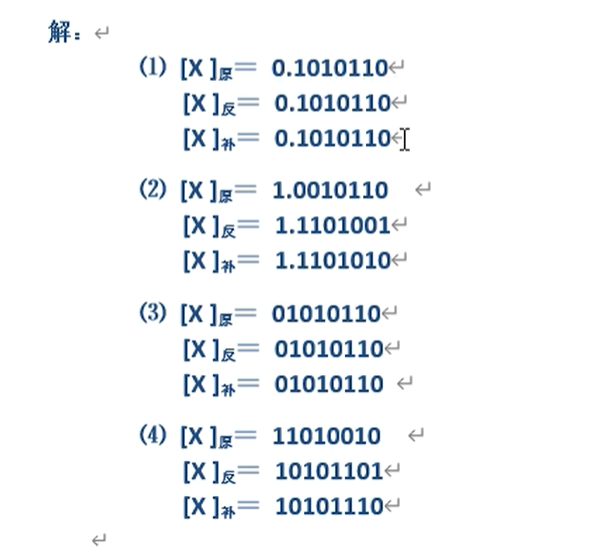 解：
(1) [X]原= 0.1010110
[X]反= 0.1010110
[X]补= 0.1010110
(2) [X]原= 1.0010110
[X]反= 1.1101001
[X]补= 1.1101010
(3) [X]原= 01010110
[X]反= 01010110
[X]补= 01010110
(4) [X]原= 11010010
[X]反= 10101101
[X]补= 10101110